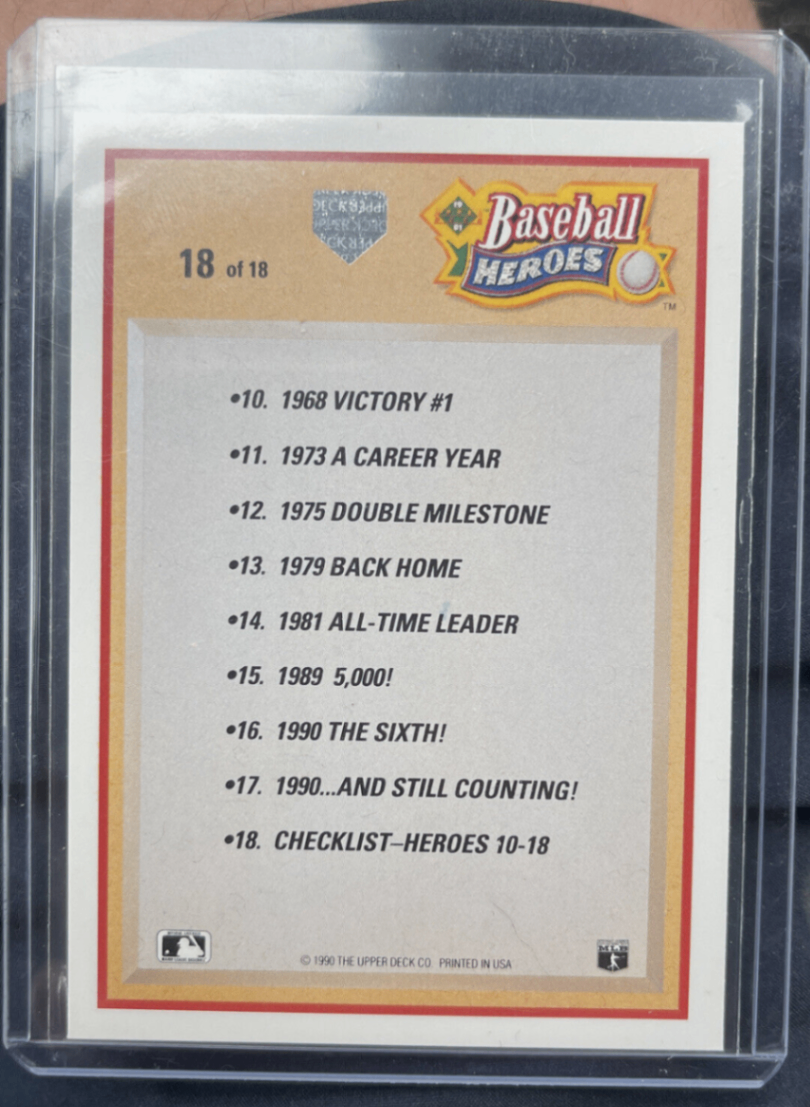 18 of 18
Baseball
HEROES
TM
•10. 1968 VICTORY #1
•11. 1973 A CAREER YEAR
•12. 1975 DOUBLE MILESTONE
•13. 1979 BACK HOME
•14. 1981 ALL-TIME LEADER
•15. 1989 5,000!
•16. 1990 THE SIXTH!
•17. 1990...AND STILL COUNTING!
•18. CHECKLIST–HEROES 10-18
© 1990 THE UPPER DECK CO. PRINTED IN USA